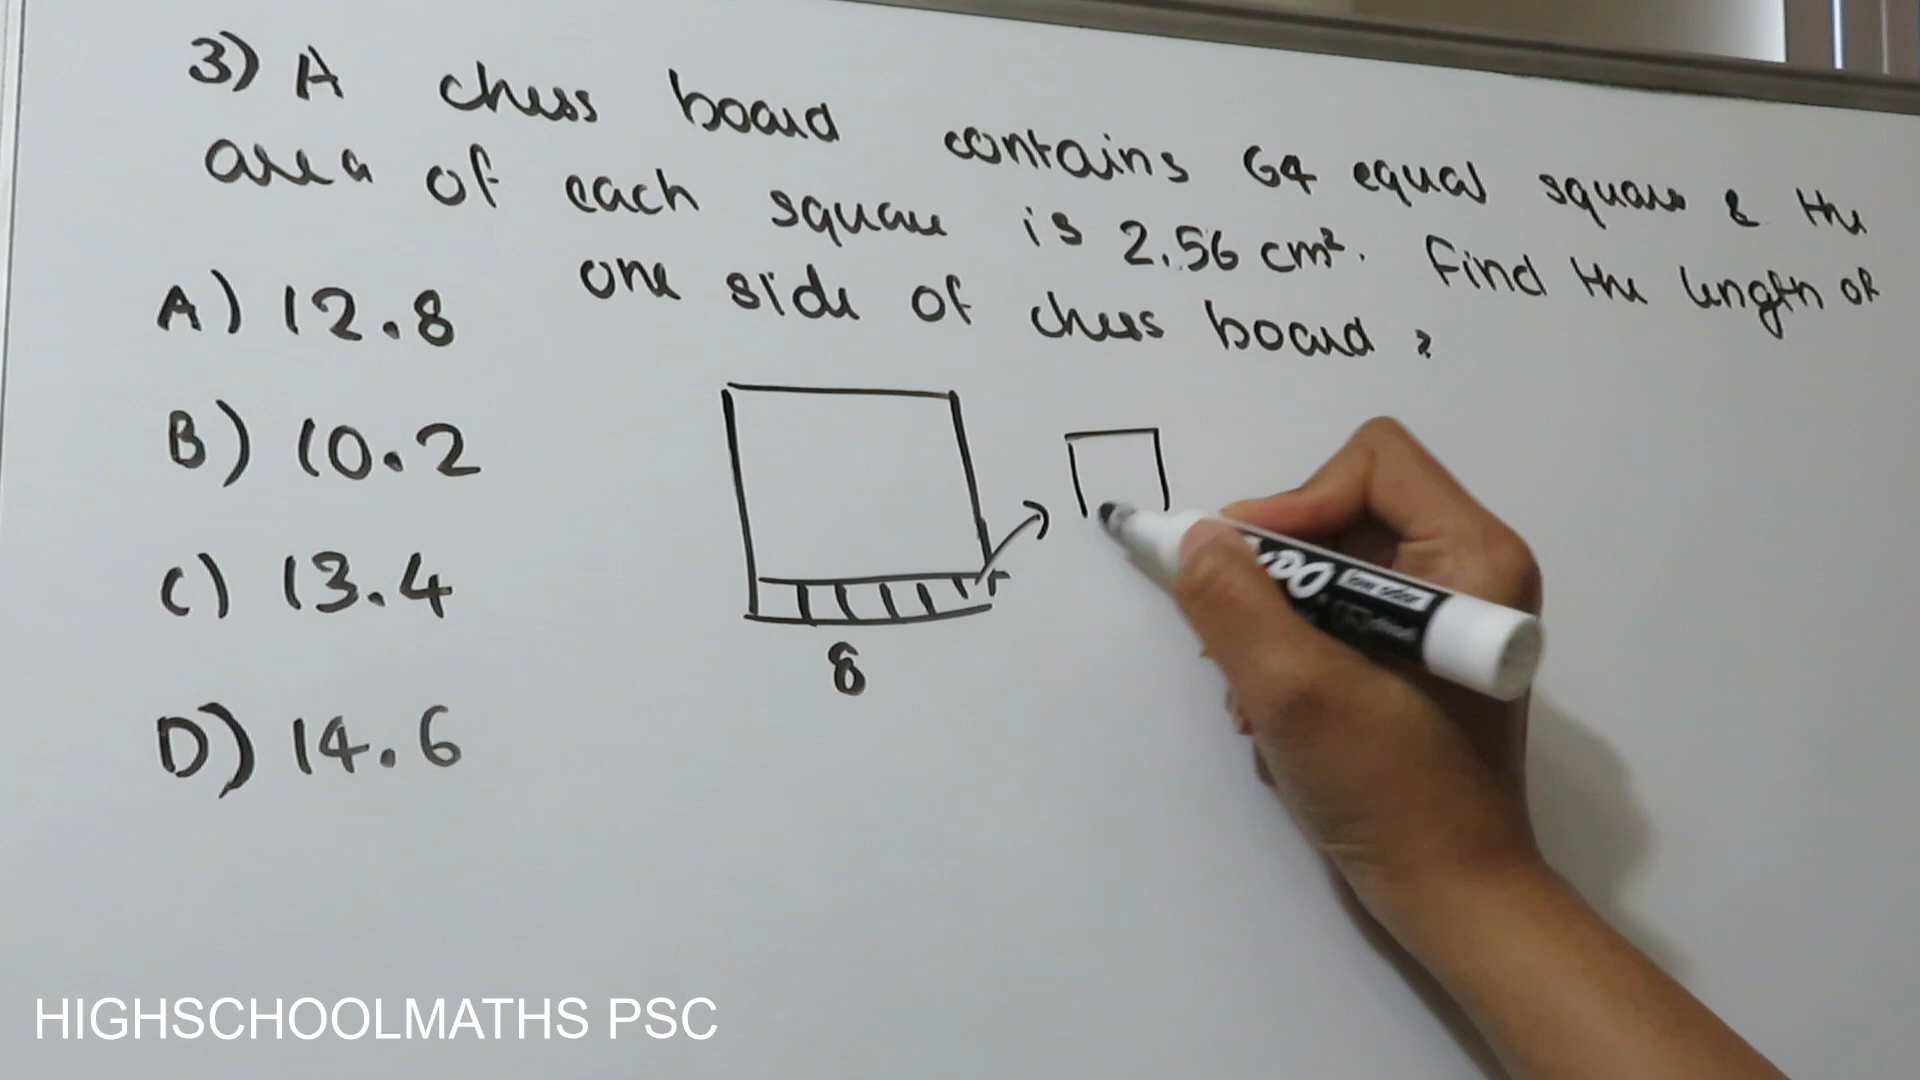 3) A chess board contains 64 equal square & the
area of each square is 2.56 cm². Find the length of
one side of chess board ?
A) 12.8
B) 10.2
C) 13.4
D) 14.6
8
HIGHSCHOOLMATHS PSC